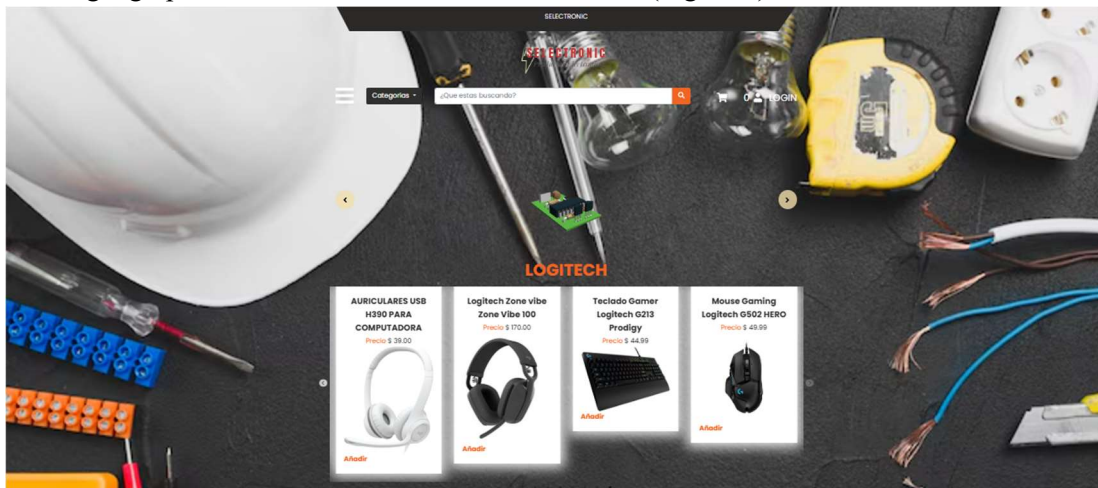 SELECTRONIC
SELECTRONIC
Categorias
¿Que estas buscando?
0 LOGIN
LOGITECH
AURICULARES USB
H390 PARA
COMPUTADORA
Precio $ 39.00
Añadir
Logitech Zone vibe
Zone Vibe 100
Precio $ 170.00
Añadir
Teclado Gamer
Logitech G213
Prodigy
Precio $ 44.99
Añadir
Mouse Gaming
Logitech G502 HERO
Precio $ 49.99
Añadir